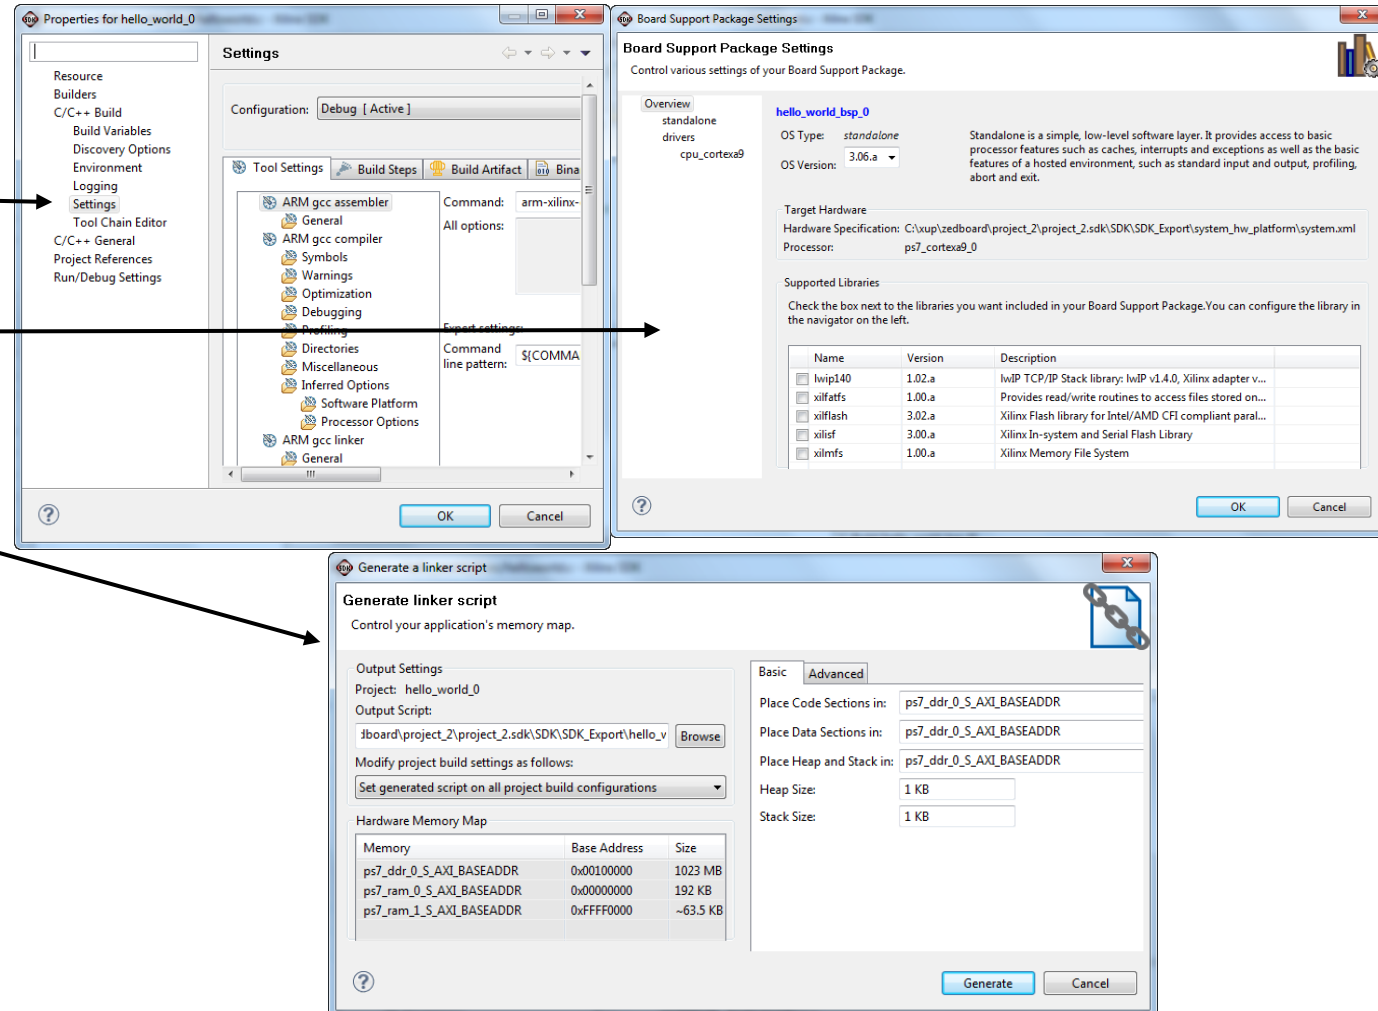 Properties for hello_world_0
Settings
Resource
Builders
C/C++ Build
Build Variables
Discovery Options
Environment
Logging
Settings
Tool Chain Editor
C/C++ General
Project References
Run/Debug Settings
Configuration: Debug [ Active ]
Tool Settings Build Steps Build Artifact Bina
ARM gcc assembler
General
ARM gcc compiler
Symbols
Warnings
Optimization
Debugging
Profiling
Directories
Miscellaneous
Inferred Options
Software Platform
Processor Options
ARM gcc linker
General
Command: arm-xilinx-
All options:
Expert settings:
Command
line pattern: ${COMMA
OK Cancel
Board Support Package Settings
Board Support Package Settings
Control various settings of your Board Support Package.
Overview
standalone
drivers
cpu_cortexa9
hello_world_bsp_0
OS Type: standalone
OS Version: 3.06.a
Standalone is a simple, low-level software layer. It provides access to basic
processor features such as caches, interrupts and exceptions as well as the basic
features of a hosted environment, such as standard input and output, profiling,
abort and exit.
Target Hardware
Hardware Specification: C:\xup\zedboard\project_2\project_2.sdk\SDK\SDK_Export\system_hw_platform\system.xml
Processor: ps7_cortexa9_0
Supported Libraries
Check the box next to the libraries you want included in your Board Support Package.You can configure the library in
the navigator on the left.
Name Version Description
lwip140 1.02.a lwIP TCP/IP Stack library: lwIP v1.4.0, Xilinx adapter v...
xilfatfs 1.00.a Provides read/write routines to access files stored on...
xilflash 3.02.a Xilinx Flash library for Intel/AMD CFI compliant paral...
xilisf 3.00.a Xilinx In-system and Serial Flash Library
xilmfs 1.00.a Xilinx Memory File System
OK Cancel
Generate a linker script
Generate linker script
Control your application's memory map.
Output Settings
Project: hello_world_0
Output Script:
dboard\project_2\project_2.sdk\SDK\SDK_Export\hello_v Browse
Modify project build settings as follows:
Set generated script on all project build configurations
Hardware Memory Map
Memory Base Address Size
ps7_ddr_0_S_AXI_BASEADDR 0x00100000 1023 MB
ps7_ram_0_S_AXI_BASEADDR 0x00000000 192 KB
ps7_ram_1_S_AXI_BASEADDR 0xFFFF0000 ~63.5 KB
Basic Advanced
Place Code Sections in: ps7_ddr_0_S_AXI_BASEADDR
Place Data Sections in: ps7_ddr_0_S_AXI_BASEADDR
Place Heap and Stack in: ps7_ddr_0_S_AXI_BASEADDR
Heap Size: 1 KB
Stack Size: 1 KB
Generate Cancel